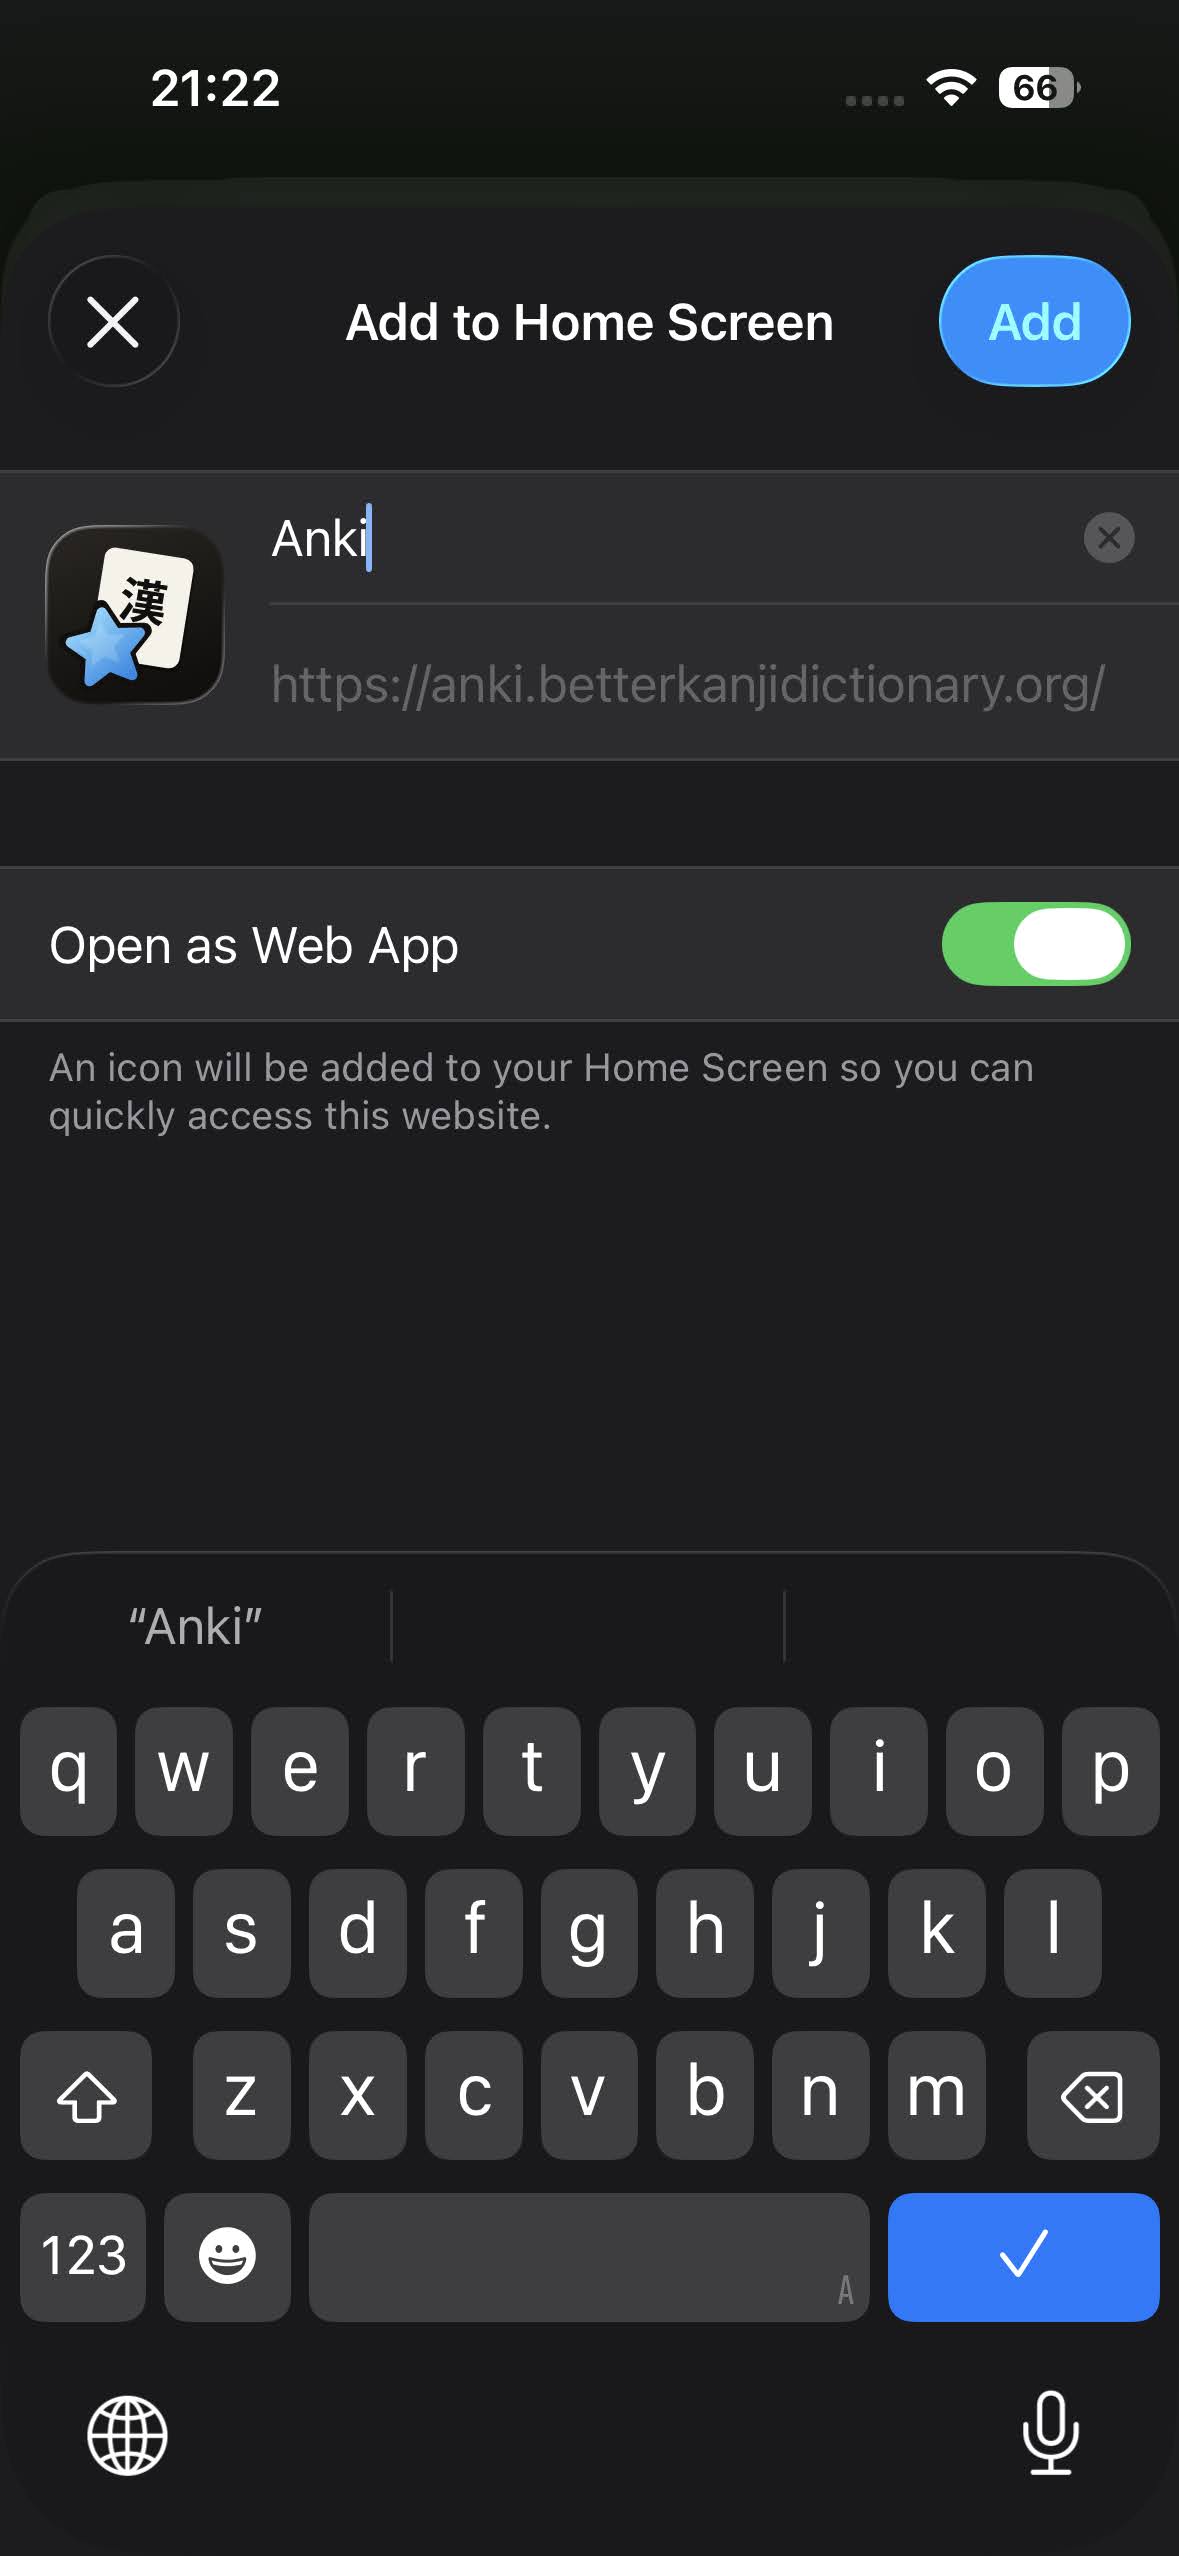 21:22
66
Add to Home Screen
Add
漢
Anki
https://anki.betterkanjidictionary.org/
Open as Web App
An icon will be added to your Home Screen so you can
quickly access this website.
“Anki”
q w e r t y u i o p
a s d f g h j k l
z x c v b n m
123
A